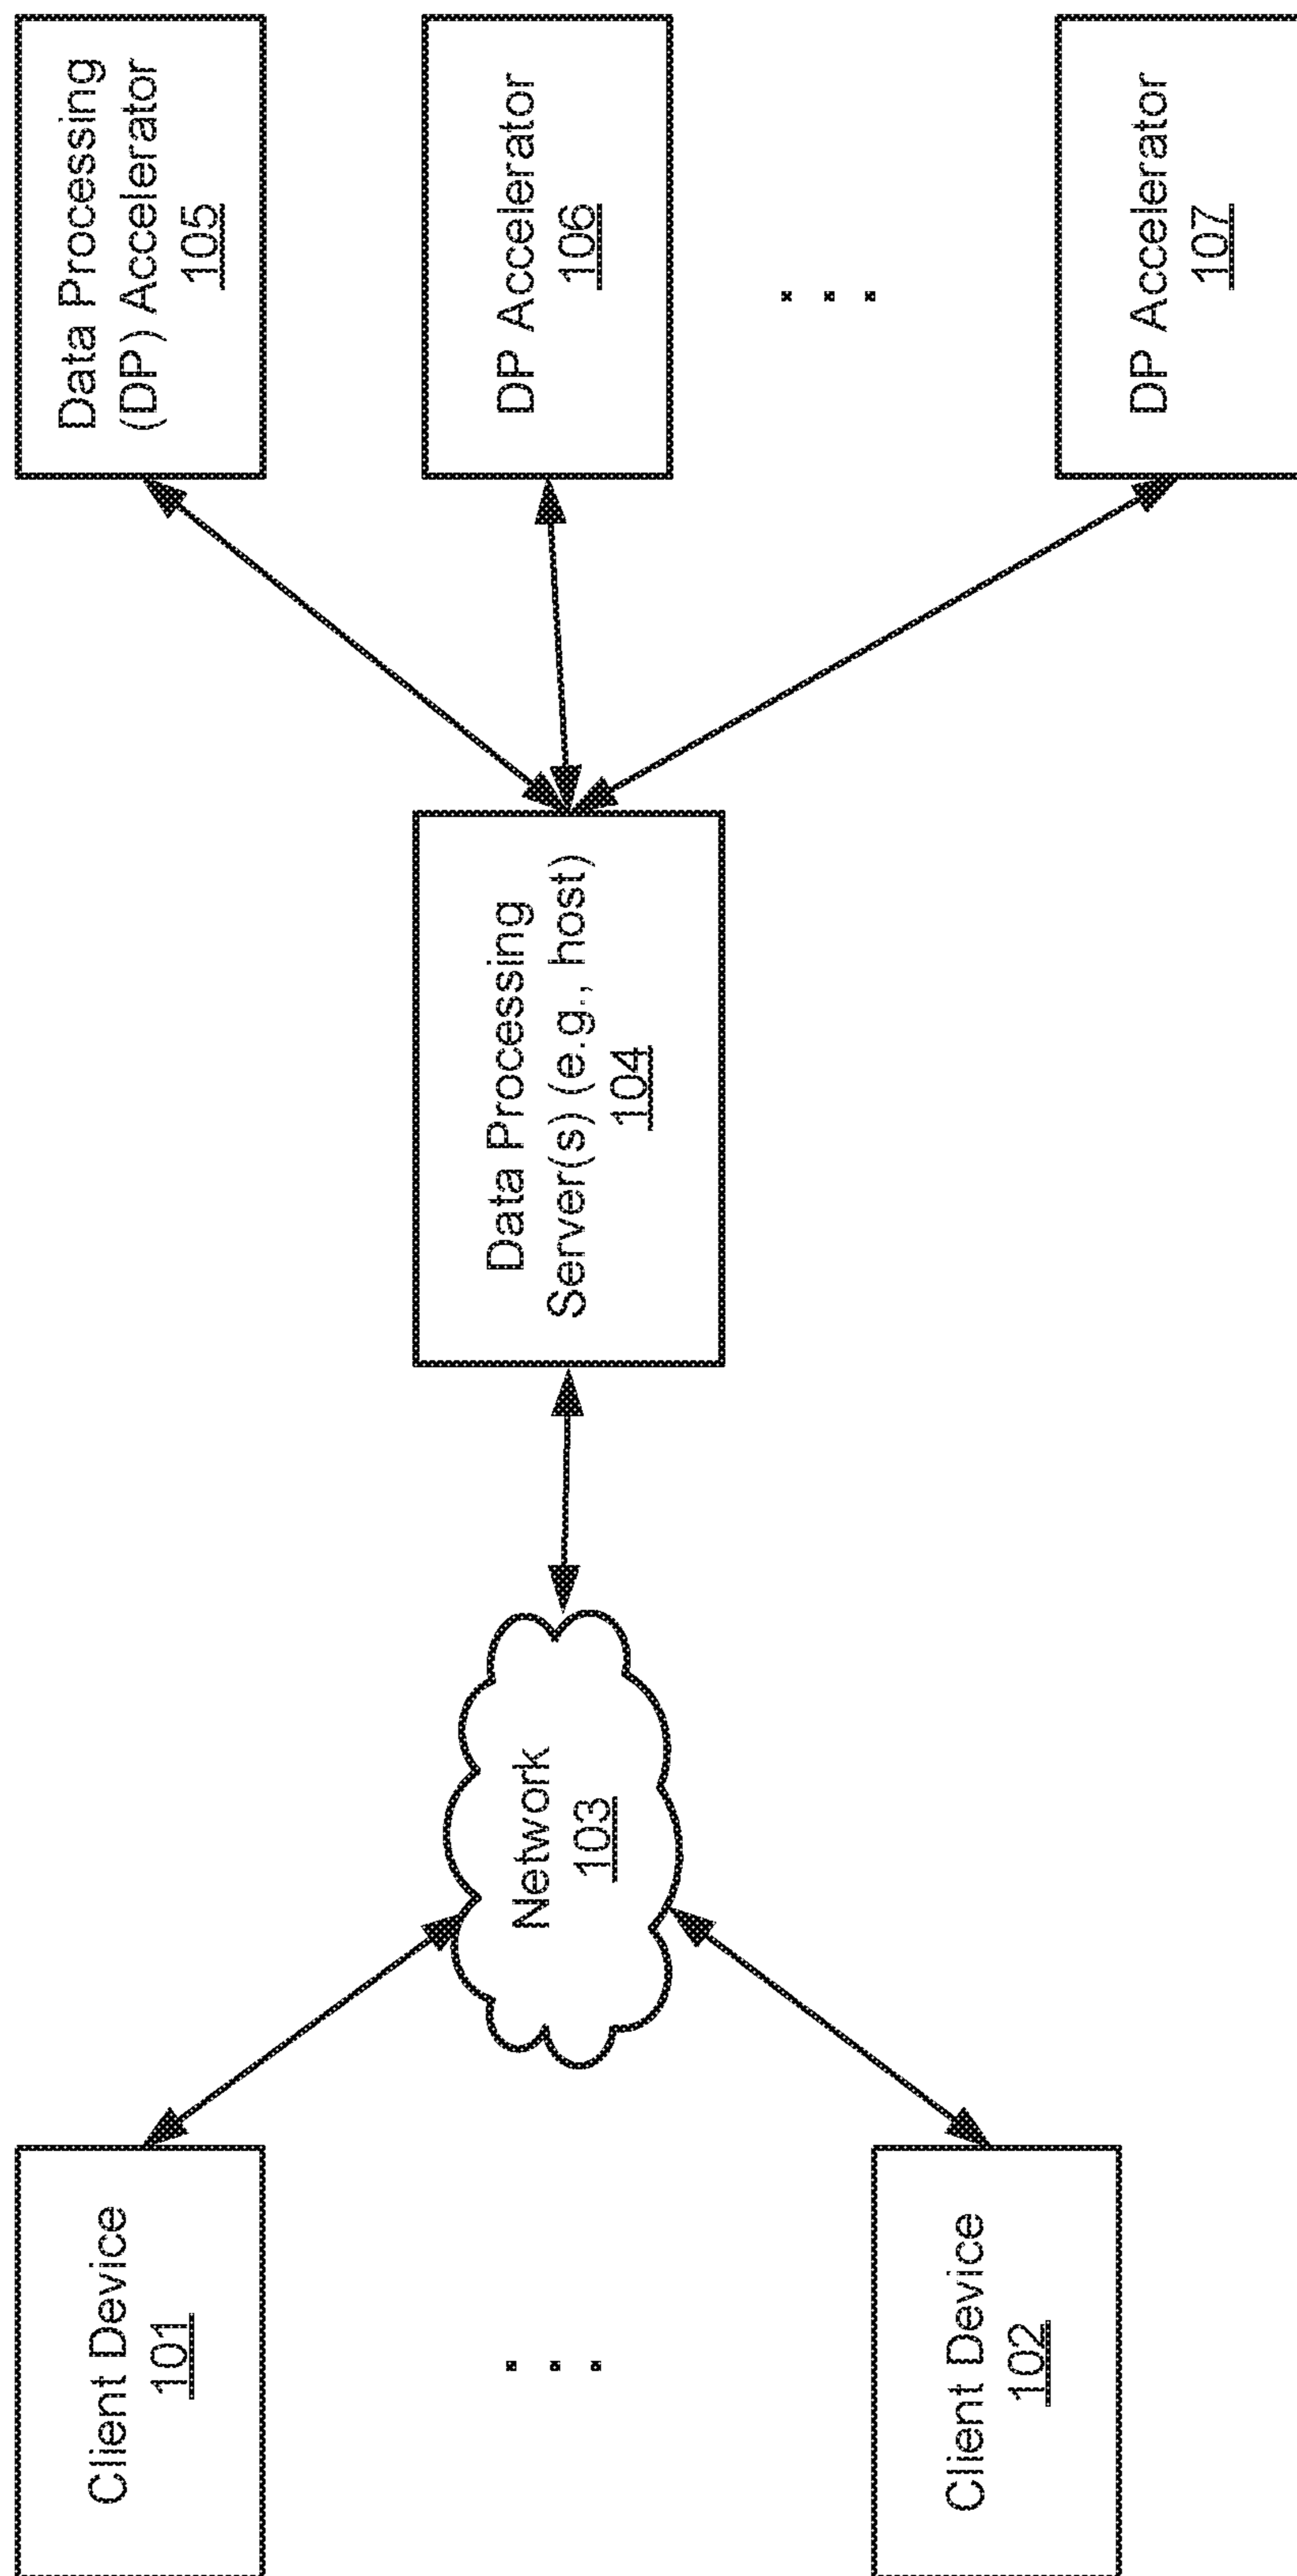 Client Device
101
Client Device
102
Network
103
Data Processing
Server(s) (e.g., host)
104
Data Processing
(DP) Accelerator
105
DP Accelerator
106
DP Accelerator
107